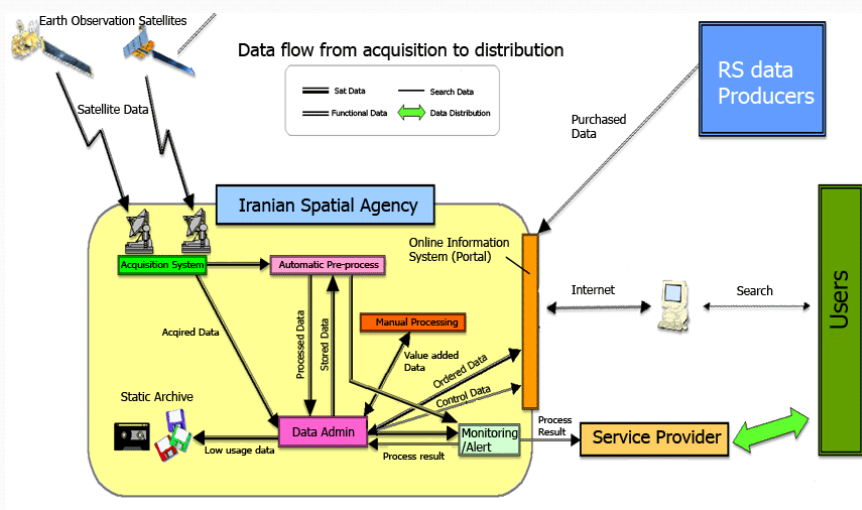 Earth Observation Satellites
Data flow from acquisition to distribution
Sat Data
Search Data
Functional Data
Data Distribution
RS data
Producers
Satellite Data
Purchased
Data
Iranian Spatial Agency
Online Information
System (Portal)
Acquisition System
Automatic Pre-process
Internet
Search
Users
Manual Processing
Acqired Data
Processed Data
Stored Data
Value added
Data
Ordered Data
Control Data
Static Archive
Data Admin
Monitoring
/Alert
Process
Result
Service Provider
Low usage data
Process result